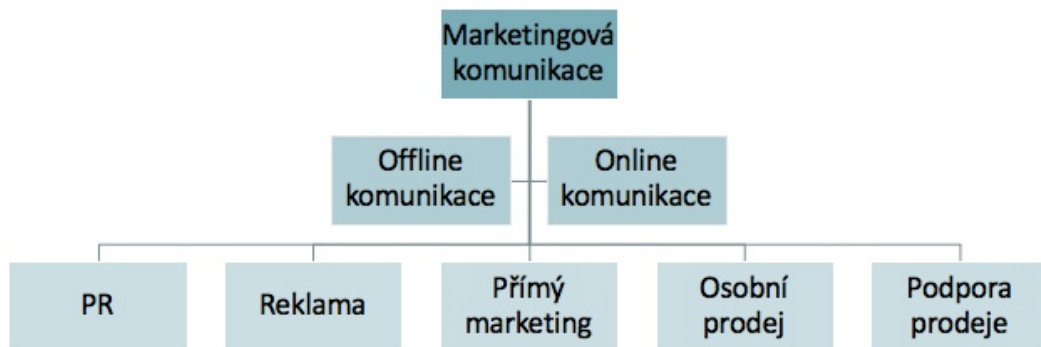 Marketingová
komunikace
Offline
komunikace
Online
komunikace
PR
Reklama
Přímý
marketing
Osobní
prodej
Podpora
prodeje